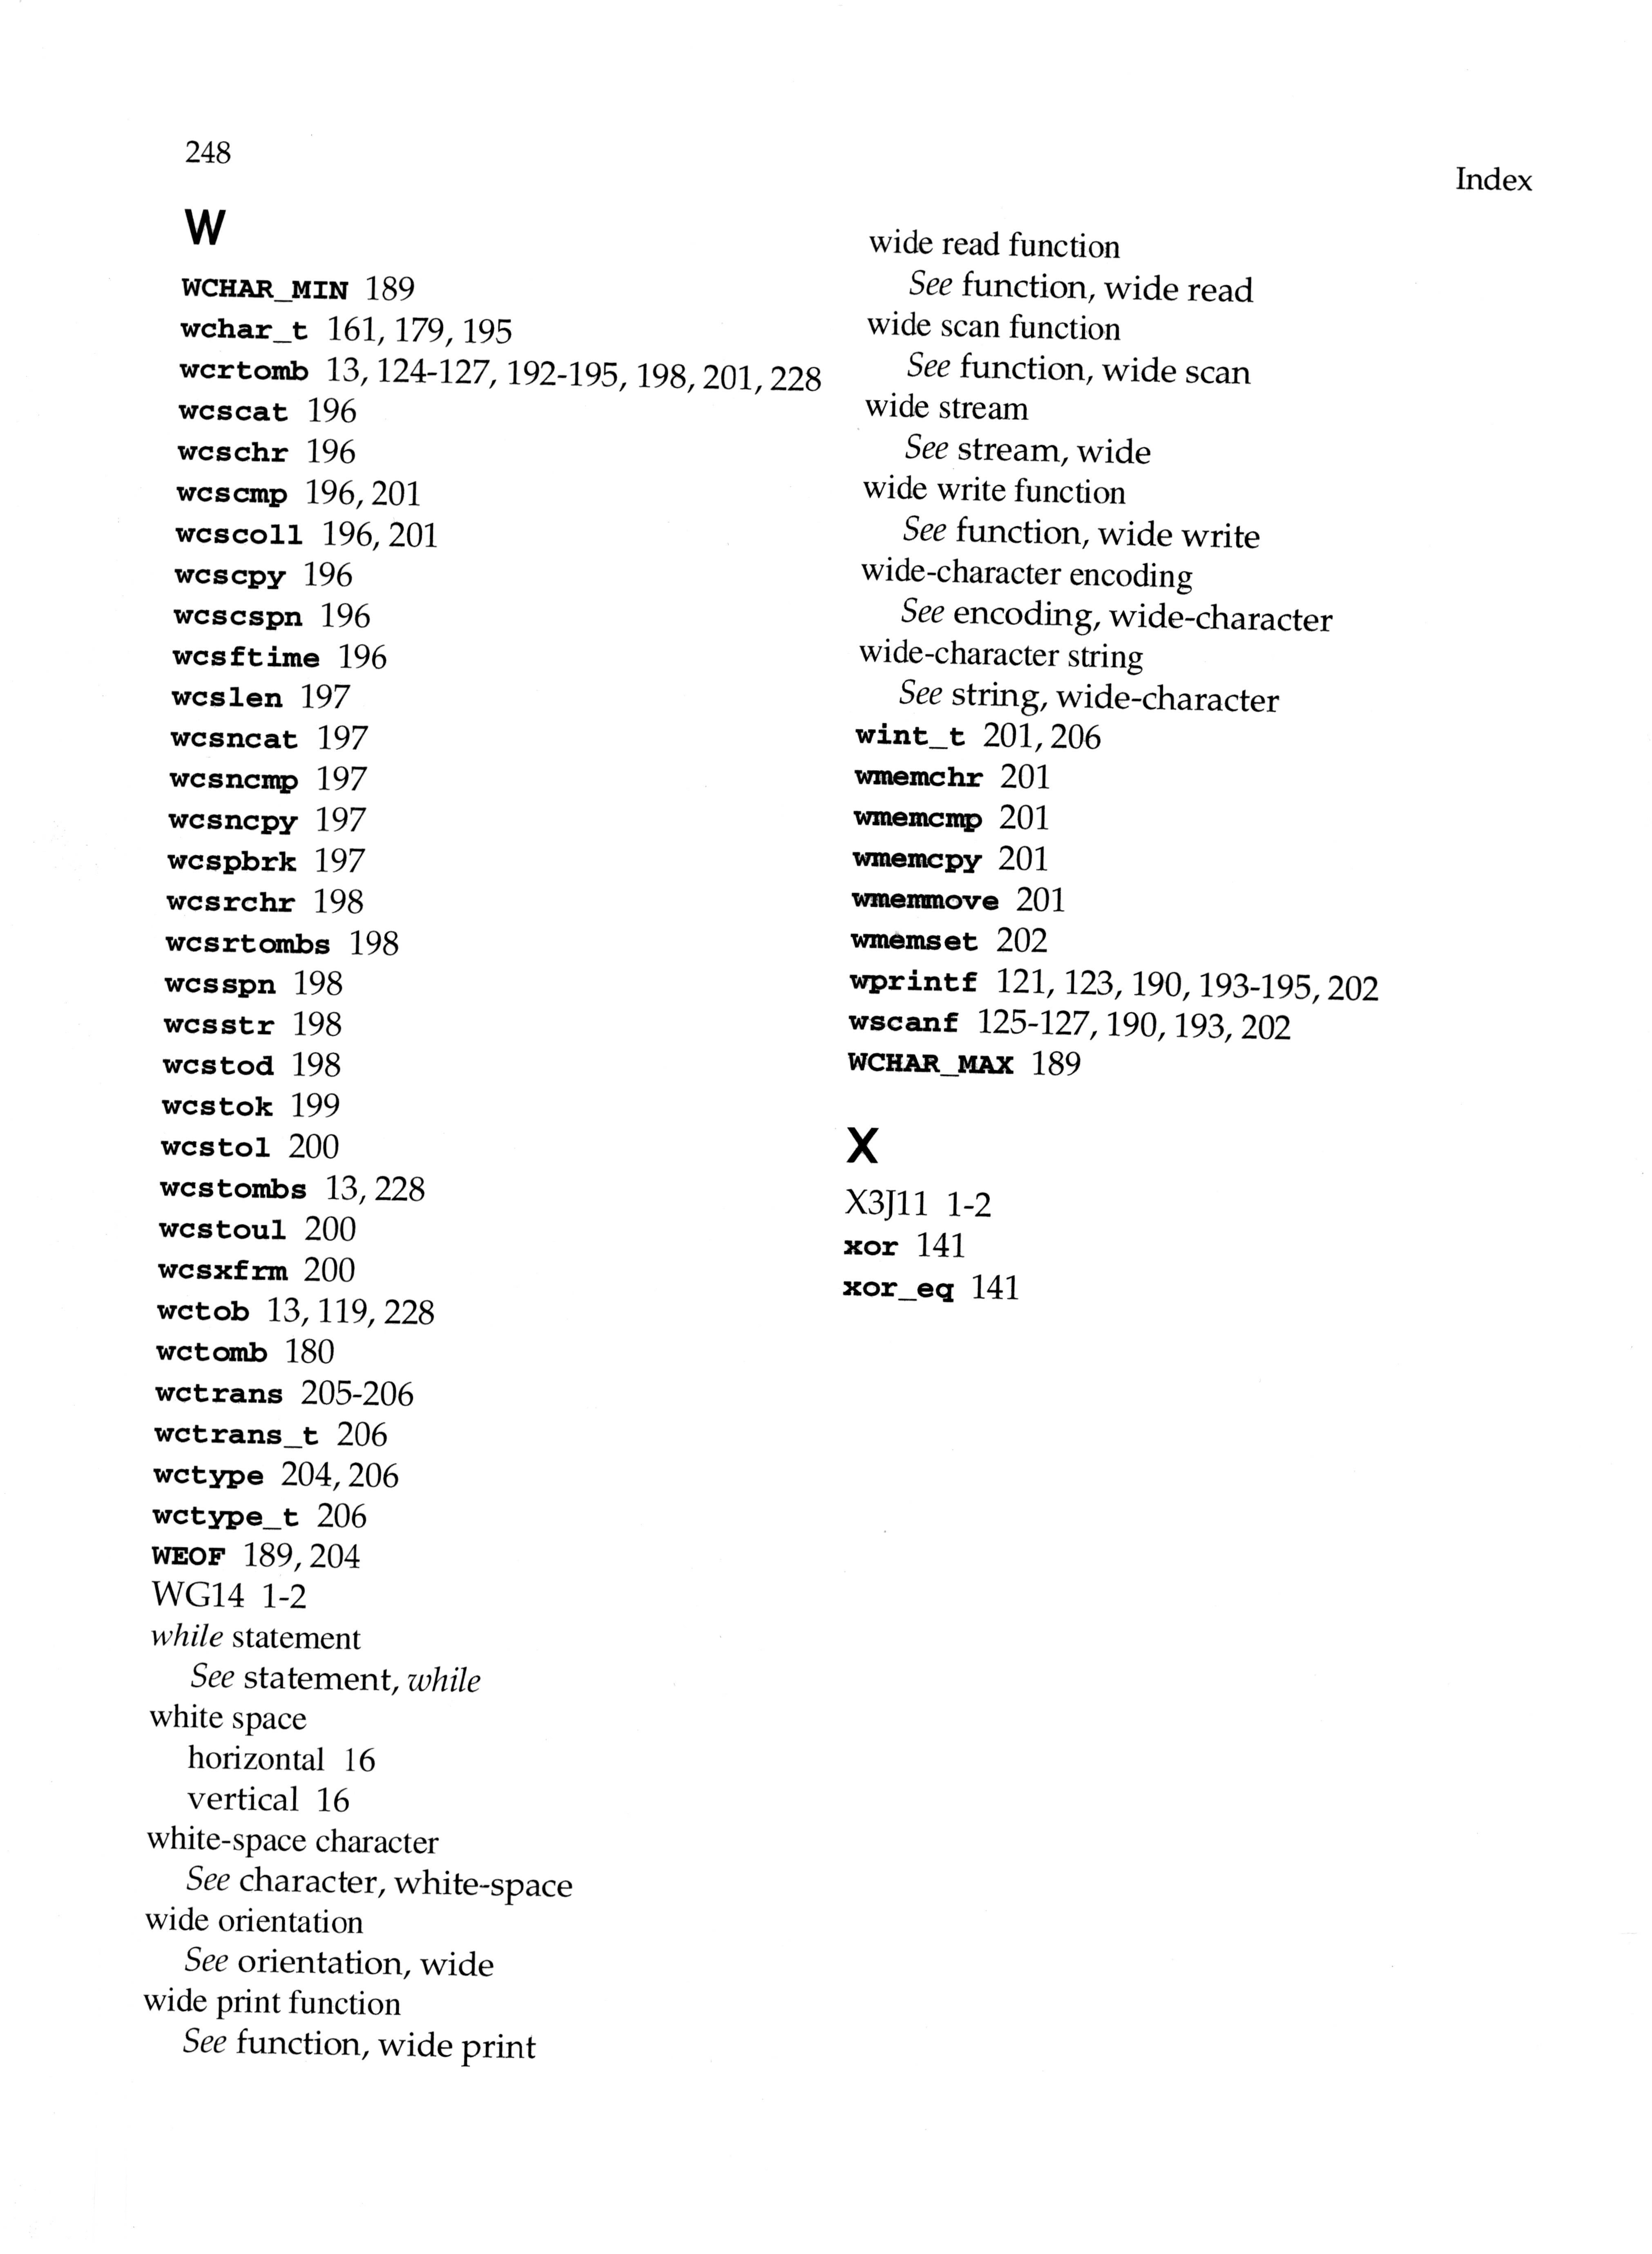 248
Index
W
WCHAR_MIN 189
wchar_t 161, 179, 195
wcrtomb 13, 124-127, 192-195, 198, 201, 228
wcscat 196
wcschr 196
wcscmp 196, 201
wcscoll 196, 201
wcscpy 196
wcscspn 196
wcsftime 196
wcslen 197
wcsncat 197
wcsncmp 197
wcsncpy 197
wcspbrk 197
wcsrchr 198
wcsrtombs 198
wcsspn 198
wcsstr 198
wcstod 198
wcstok 199
wcstol 200
wcstombs 13, 228
wcstoul 200
wcsxfrm 200
wctob 13, 119, 228
wctomb 180
wctrans 205-206
wctrans_t 206
wctype 204, 206
wctype_t 206
WEOF 189, 204
WG14 1-2
while statement
See statement, while
white space
horizontal 16
vertical 16
white-space character
See character, white-space
wide orientation
See orientation, wide
wide print function
See function, wide print
wide read function
See function, wide read
wide scan function
See function, wide scan
wide stream
See stream, wide
wide write function
See function, wide write
wide-character encoding
See encoding, wide-character
wide-character string
See string, wide-character
wint_t 201, 206
wmemchr 201
wmemcmp 201
wmemcpy 201
wmemmove 201
wmemset 202
wprintf 121, 123, 190, 193-195, 202
wscanf 125-127, 190, 193, 202
WCHAR_MAX 189
X
X3J11 1-2
xor 141
xor_eq 141